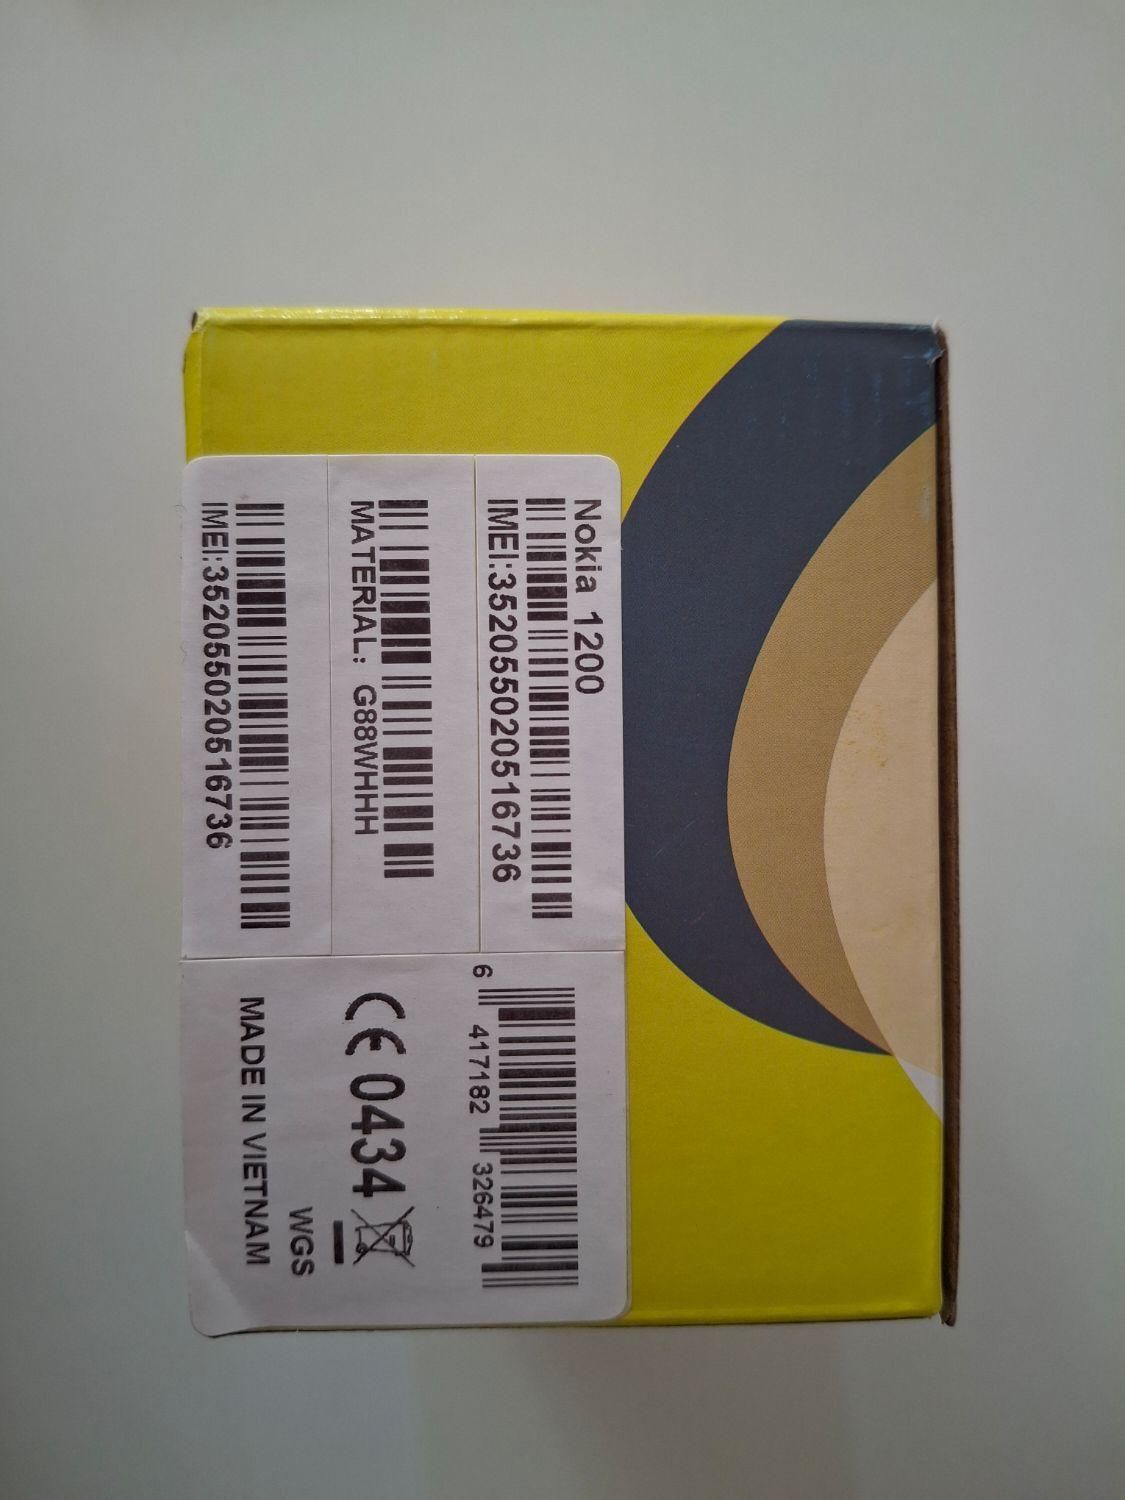 Nokia 1200
IMEI:352055020516736
MATERIAL: G88WHHH
IMEI:352055020516736
6 417182 326479
CE 0434
WGS
MADE IN VIETNAM